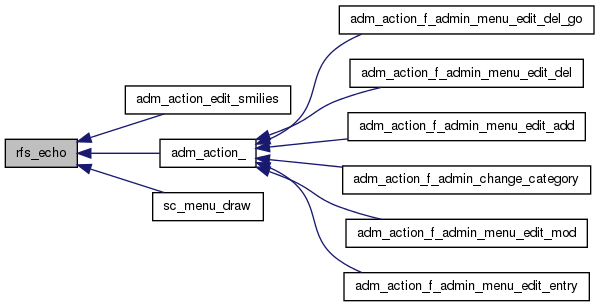 adm_action_f_admin_menu_edit_del_go
adm_action_f_admin_menu_edit_del
adm_action_edit_smilies
adm_action_f_admin_menu_edit_add
rfs_echo
adm_action_
adm_action_f_admin_change_category
sc_menu_draw
adm_action_f_admin_menu_edit_mod
adm_action_f_admin_menu_edit_entry